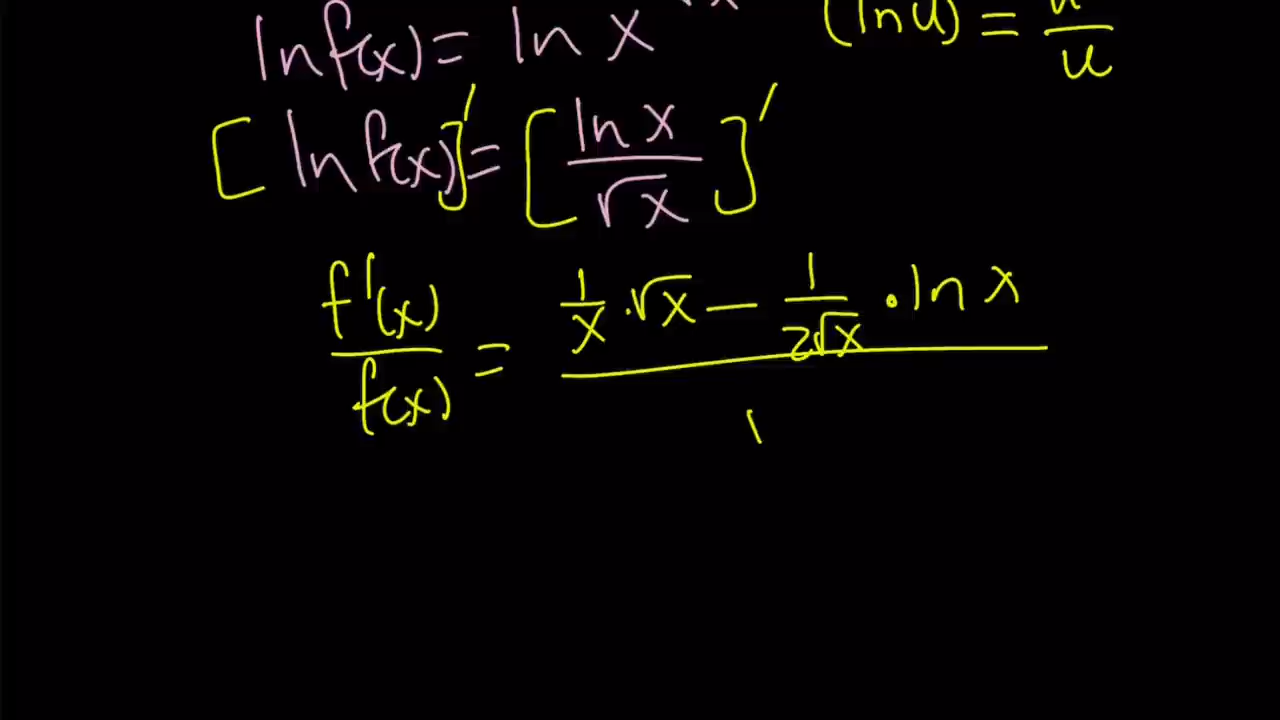 ln f(x) = ln x^√x (ln u) = u'/u
[ln f(x)]' = [ln x/√x]'
f'(x)/f(x) = (1/x · √x − 1/(2√x) · ln x)/